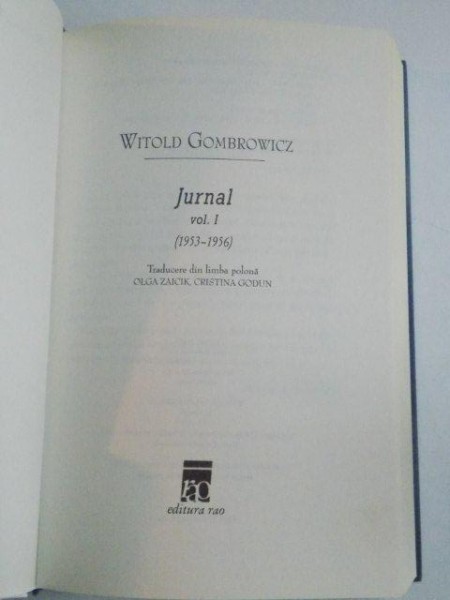 WITOLD GOMBROWICZ
Jurnal
vol. I
(1953-1956)
Traducere din limba polonă
OLGA ZAICIK, CRISTINA GODUN
rao
editura rao